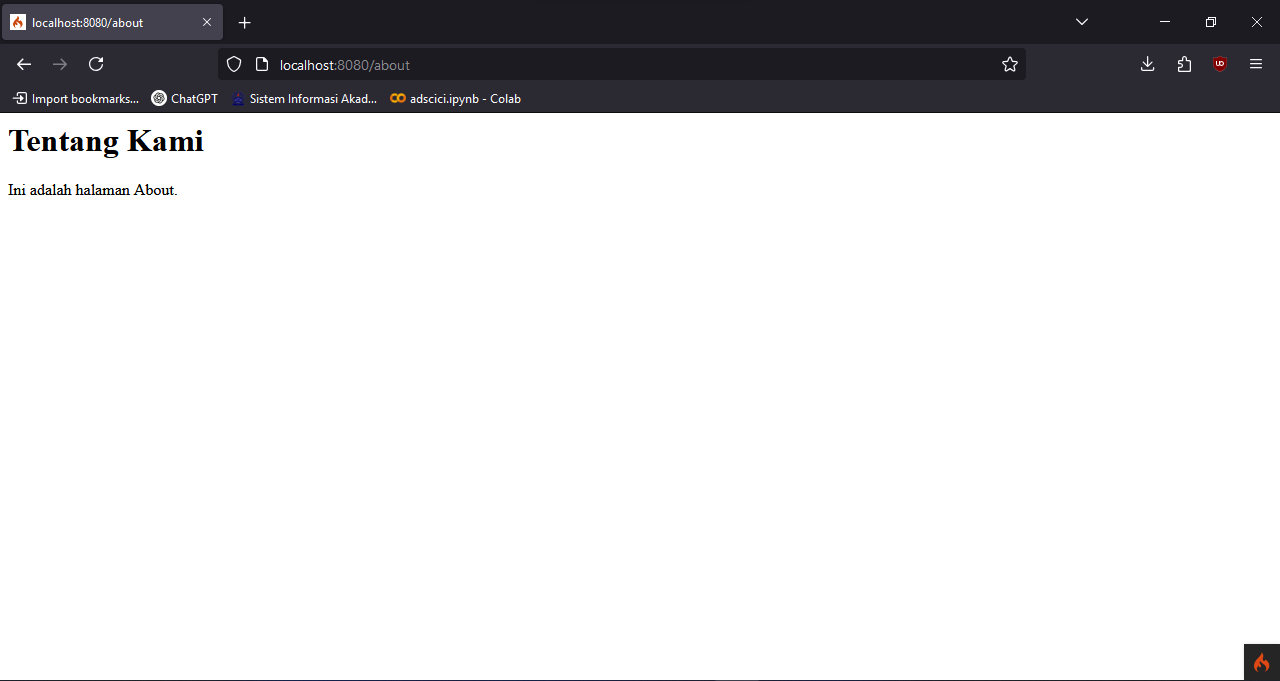 localhost:8080/about
localhost:8080/about
Import bookmarks... ChatGPT Sistem Informasi Akad... adscici.ipynb - Colab
Tentang Kami
Ini adalah halaman About.